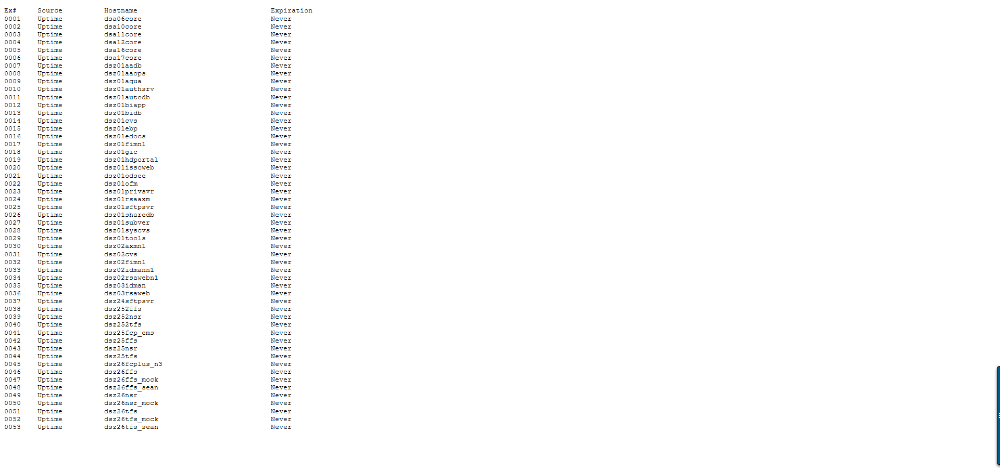 Ex# Source Hostname Expiration
0001 Uptime dsa06core Never
0002 Uptime dsa10core Never
0003 Uptime dsa11core Never
0004 Uptime dsa12core Never
0005 Uptime dsa16core Never
0006 Uptime dsa17core Never
0007 Uptime dsz01aadb Never
0008 Uptime dsz01aaops Never
0009 Uptime dsz01aqua Never
0010 Uptime dsz01authsrv Never
0011 Uptime dsz01autodb Never
0012 Uptime dsz01biapp Never
0013 Uptime dsz01bidb Never
0014 Uptime dsz01cvs Never
0015 Uptime dsz01ebp Never
0016 Uptime dsz01edocs Never
0017 Uptime dsz01fimn1 Never
0018 Uptime dsz01gic Never
0019 Uptime dsz01hdportal Never
0020 Uptime dsz01issoweb Never
0021 Uptime dsz01odsee Never
0022 Uptime dsz01ofm Never
0023 Uptime dsz01privsvr Never
0024 Uptime dsz01rsaaxm Never
0025 Uptime dsz01sftpsvr Never
0026 Uptime dsz01sharedb Never
0027 Uptime dsz01subver Never
0028 Uptime dsz01syscvs Never
0029 Uptime dsz01tools Never
0030 Uptime dsz02axmn1 Never
0031 Uptime dsz02cvs Never
0032 Uptime dsz02fimn1 Never
0033 Uptime dsz02idmann1 Never
0034 Uptime dsz02rsawebn1 Never
0035 Uptime dsz03idman Never
0036 Uptime dsz03rsaweb Never
0037 Uptime dsz24sftpsvr Never
0038 Uptime dsz252ffs Never
0039 Uptime dsz252nsr Never
0040 Uptime dsz252tfs Never
0041 Uptime dsz25fcp_ems Never
0042 Uptime dsz25ffs Never
0043 Uptime dsz25nsr Never
0044 Uptime dsz25tfs Never
0045 Uptime dsz26fcplus_n3 Never
0046 Uptime dsz26ffs Never
0047 Uptime dsz26ffs_mock Never
0048 Uptime dsz26ffs_sean Never
0049 Uptime dsz26nsr Never
0050 Uptime dsz26nsr_mock Never
0051 Uptime dsz26tfs Never
0052 Uptime dsz26tfs_mock Never
0053 Uptime dsz26tfs_sean Never